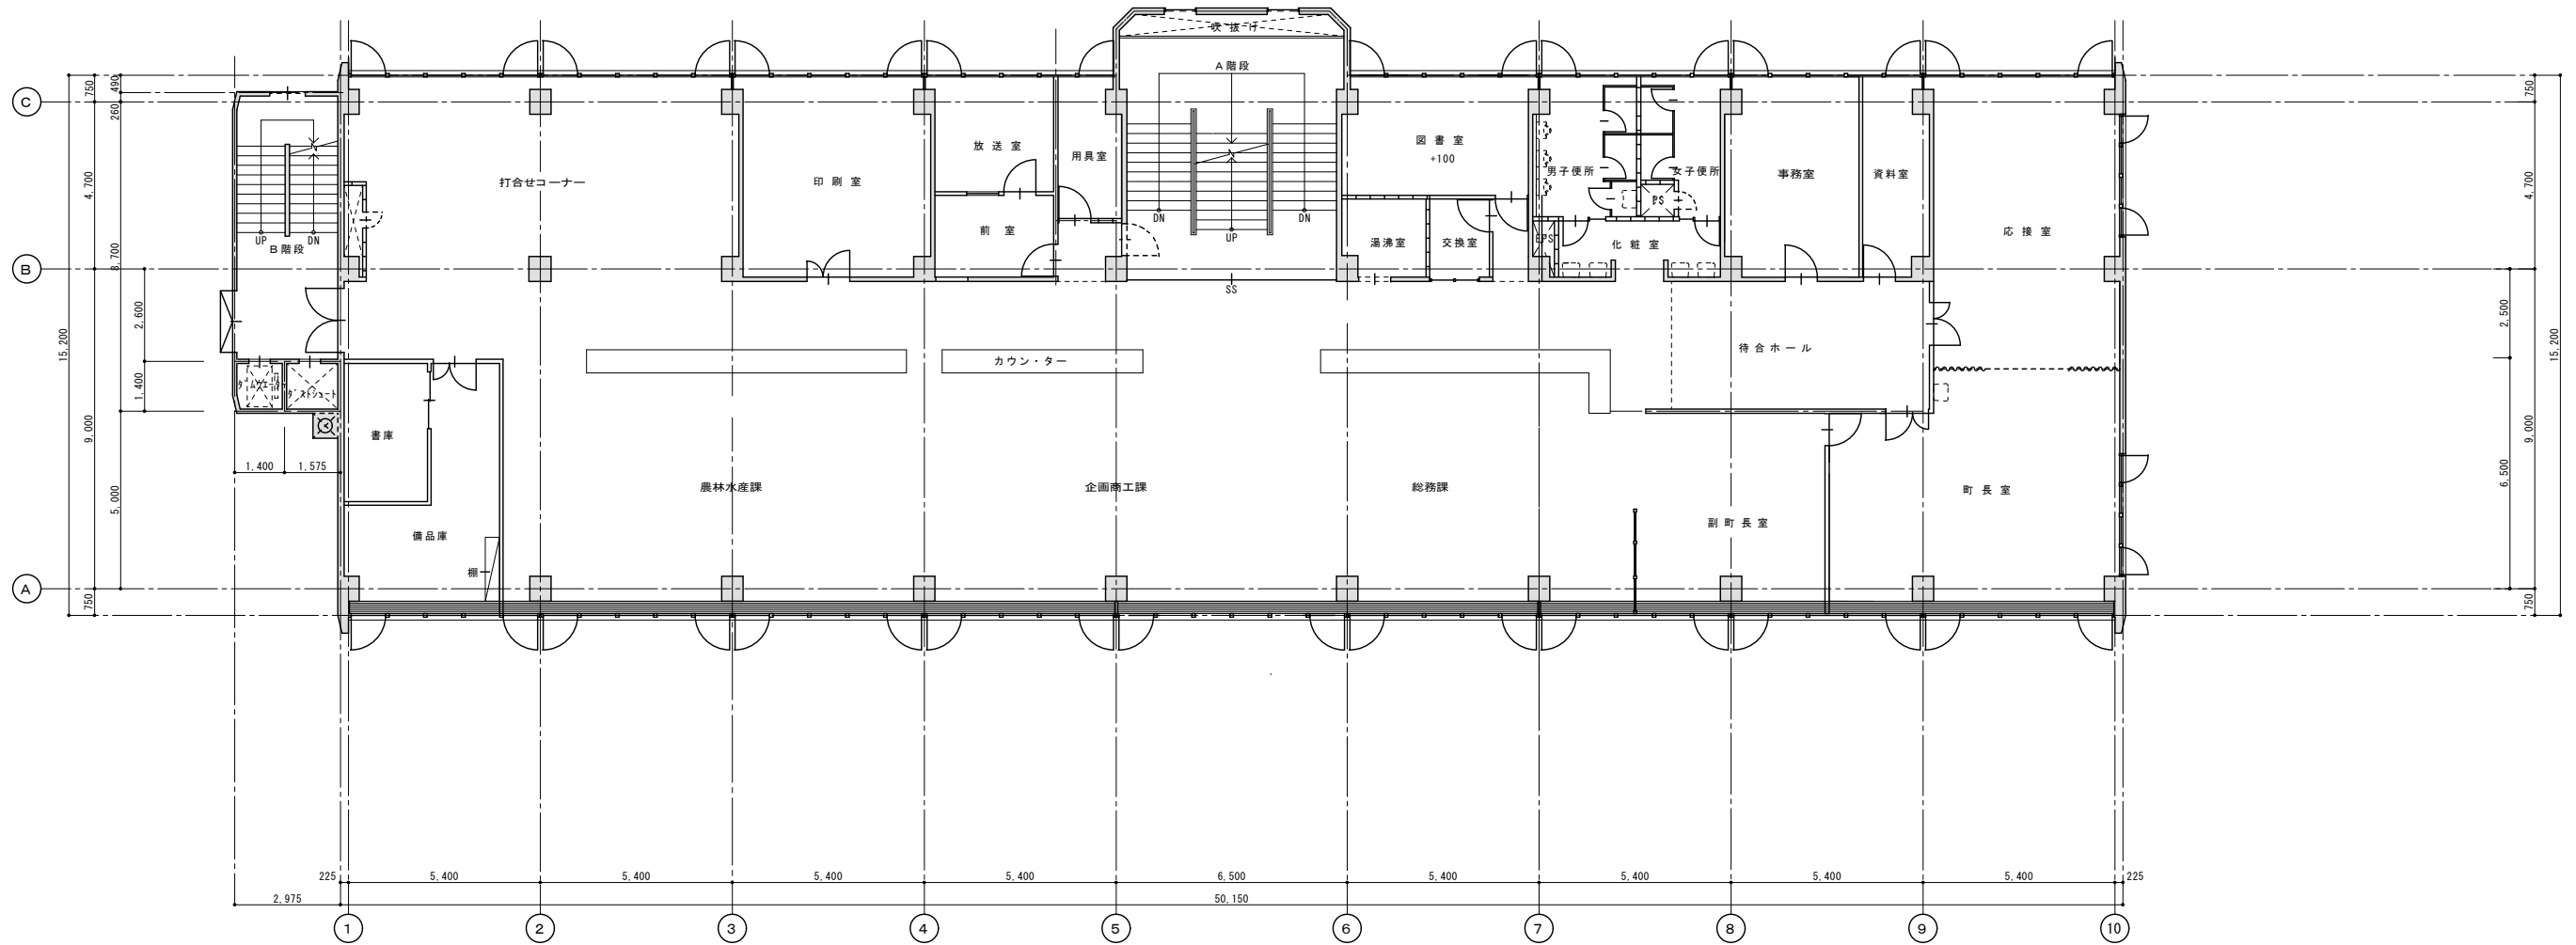 吹抜け
A階段
C
750
490
260
750
放送室
図書室
+100
用具室
打合せコーナー
印刷室
男子便所
女子便所
事務室
資料室
4,700
4,700
PS
DN
DN
UP
UP
DN
B階段
前室
湯沸室
交換室
EPS
化粧室
応接室
8,700
B
SS
2,600
2,500
15,200
15,200
カウン・ター
待合ホール
1,400
ダストシュート
9,000
9,000
書庫
1,400
1,575
5,000
6,500
農林水産課
企画商工課
総務課
町長室
副町長室
備品庫
棚
A
750
750
225
5,400
5,400
5,400
5,400
6,500
5,400
5,400
5,400
5,400
225
2,975
50,150
1
2
3
4
5
6
7
8
9
10